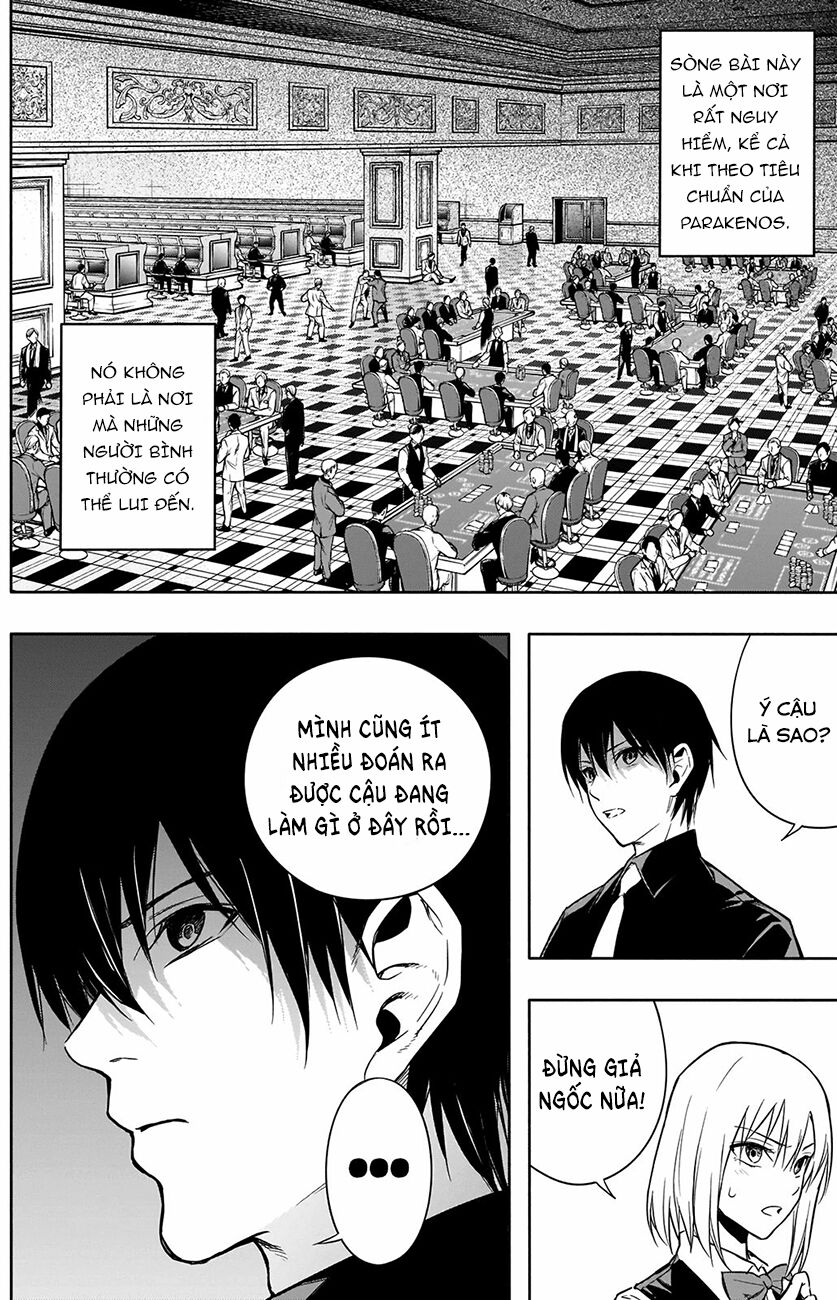 SÒNG BÀI NÀY
LÀ MỘT NƠI
RẤT NGUY
HIỂM, KỂ CẢ
KHI THEO TIÊU
CHUẨN CỦA
PARAKENOS.
NÓ KHÔNG
PHẢI LÀ NƠI
MÀ NHỮNG
NGƯỜI BÌNH
THƯỜNG CÓ
THỂ LUI ĐẾN.
Ý CẬU
LÀ SAO?
ĐỪNG GIẢ
NGỐC NỮA!
MÌNH CŨNG ÍT
NHIỀU ĐOÁN RA
ĐƯỢC CẬU ĐANG
LÀM GÌ Ở ĐÂY RỒI...
...